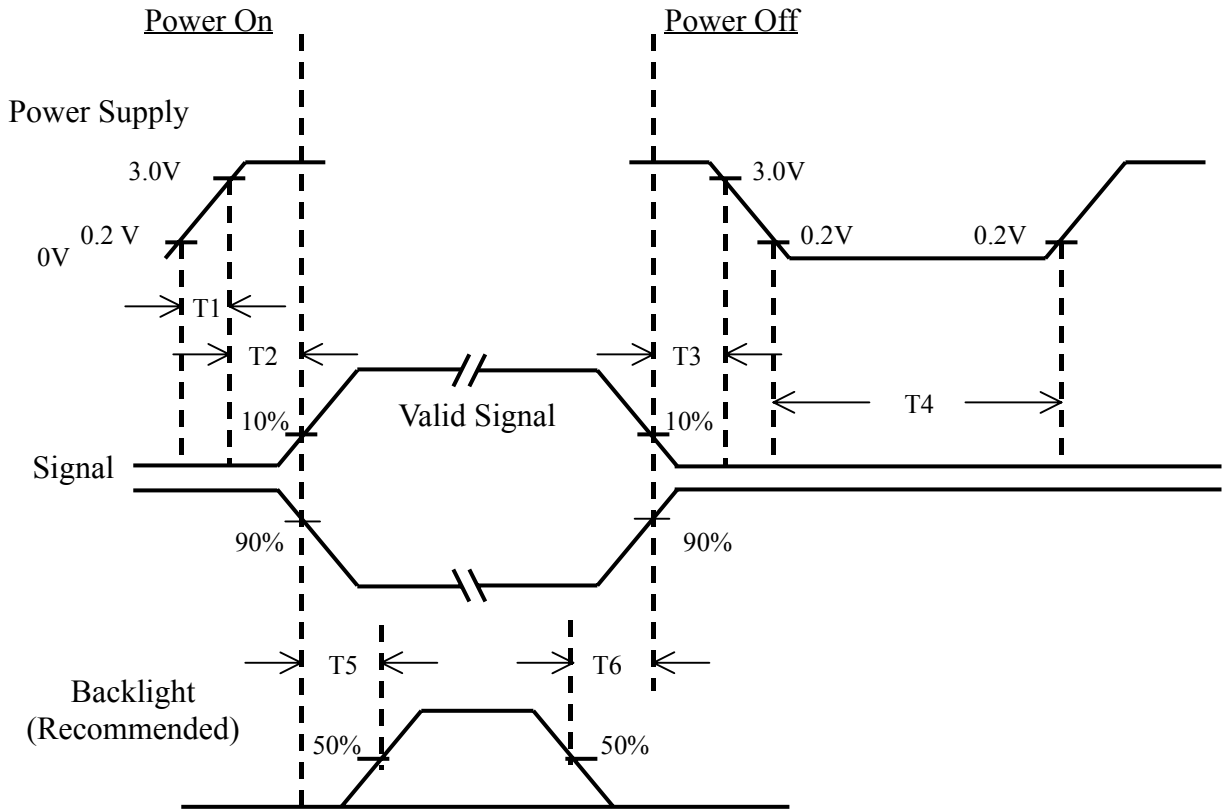 Power On
Power Off
Power Supply
3.0V
3.0V
0.2 V
0V
0.2V
0.2V
T1
T2
T3
T4
10%
Valid Signal
10%
Signal
90%
90%
T5
T6
Backlight
(Recommended)
50%
50%